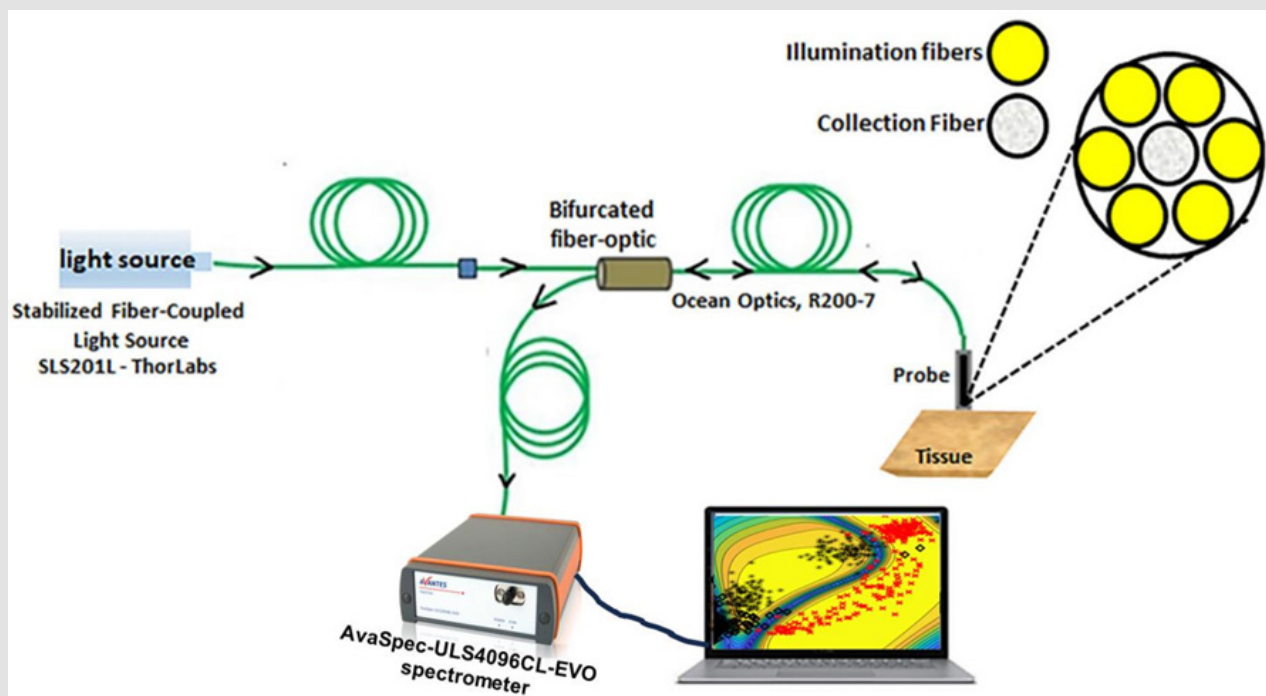 Illumination fibers
Collection Fiber
light source
Stabilized Fiber-Coupled
Light Source
SLS201L - ThorLabs
Bifurcated
fiber-optic
Ocean Optics, R200-7
Probe
Tissue
AVANTES
AvaSpec-ULS4096CL-EVO
spectrometer